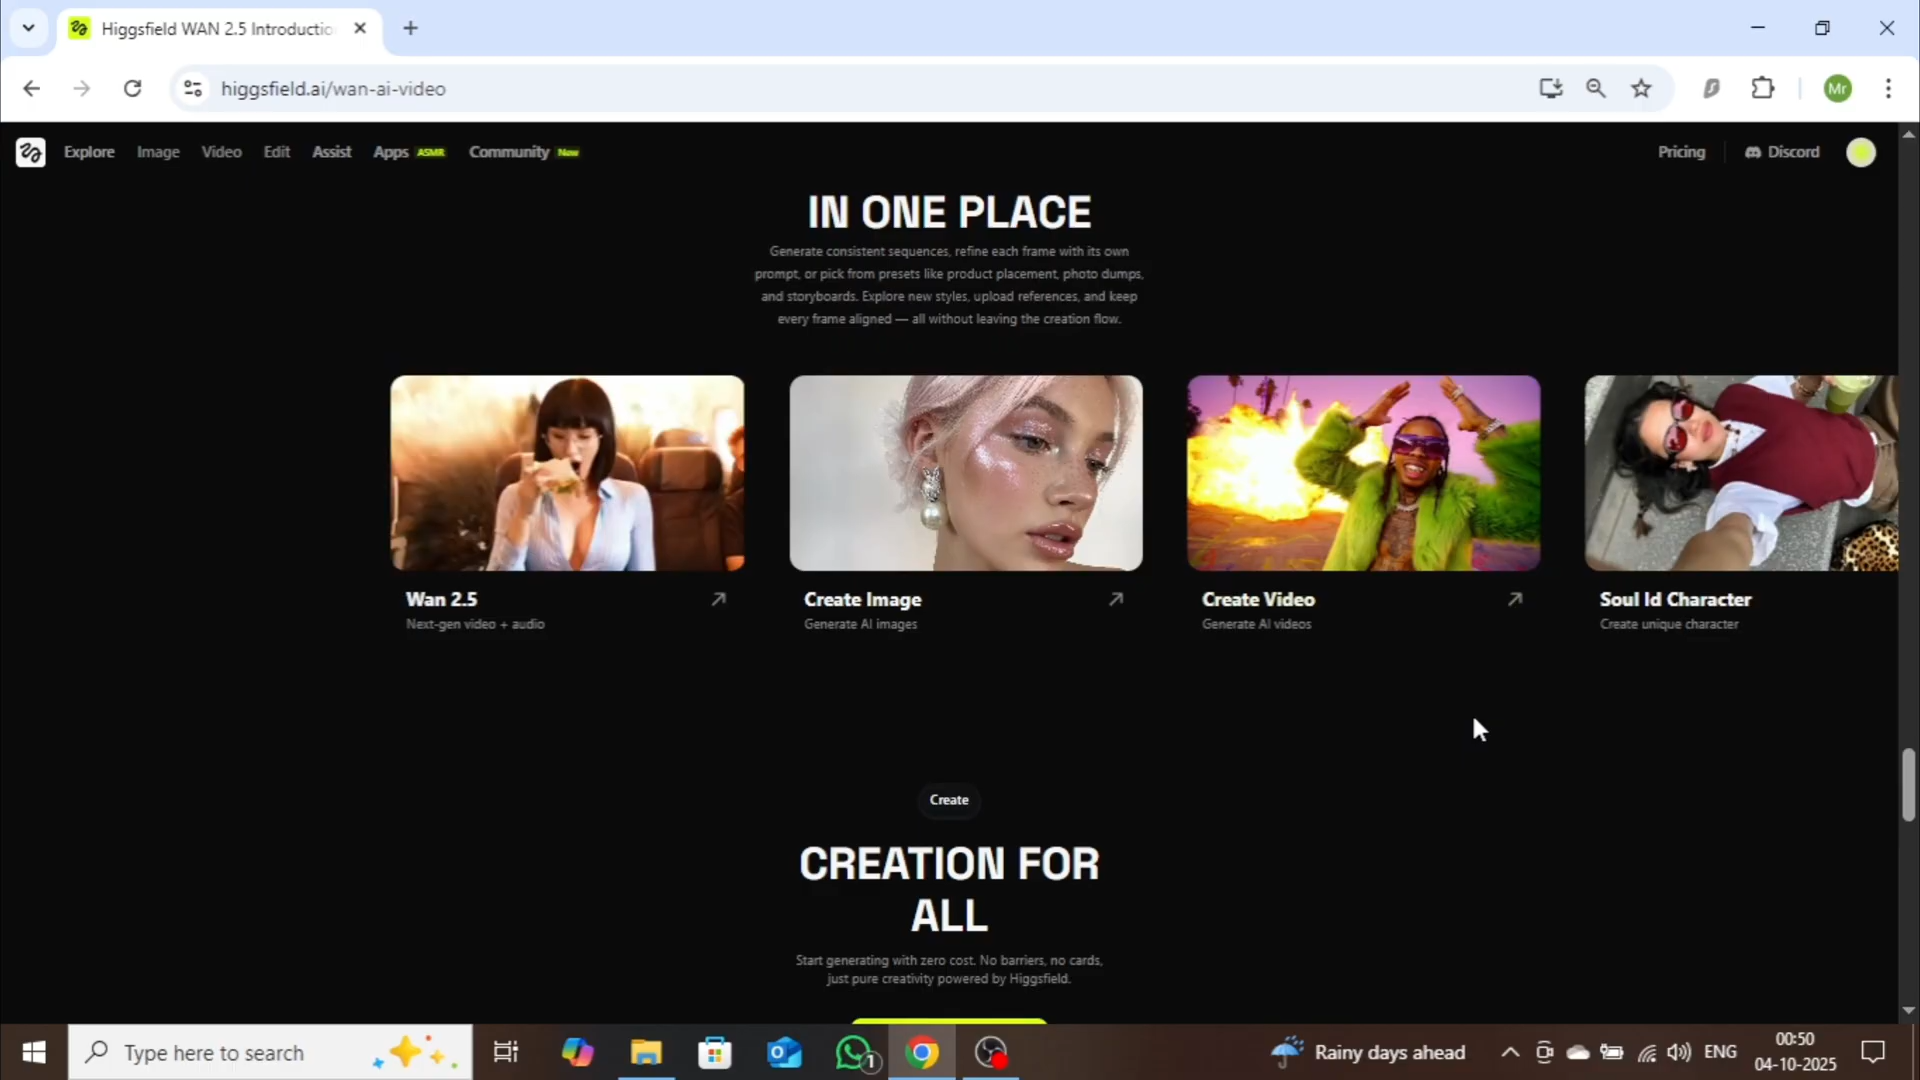 Higgsfield WAN 2.5 Introductio
higgsfield.ai/wan-ai-video
Mr
Explore Image Video Edit Assist Apps ASMR Community New Pricing Discord
IN ONE PLACE
Generate consistent sequences, refine each frame with its own
prompt, or pick from presets like product placement, photo dumps,
and storyboards. Explore new styles, upload references, and keep
every frame aligned — all without leaving the creation flow.
Wan 2.5
Next-gen video + audio
Create Image
Generate AI images
Create Video
Generate AI videos
Soul Id Character
Create unique character
Create
CREATION FOR
ALL
Start generating with zero cost. No barriers, no cards,
just pure creativity powered by Higgsfield.
Type here to search
1
Rainy days ahead
ENG
00:50
04-10-2025